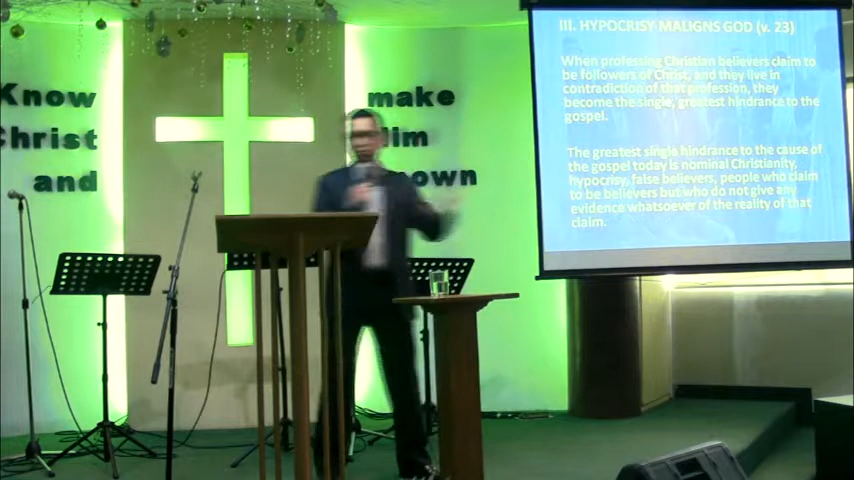 Know
Christ
and
make
Him
Known
III. HYPOCRISY MALIGNS GOD (v. 23)
When professing Christian believers claim to
be followers of Christ, and they live in
contradiction of that profession, they
become the single, greatest hindrance to the
gospel.
The greatest single hindrance to the cause of
the gospel today is nominal Christianity,
hypocrisy, false believers, people who claim
to be believers but who do not give any
evidence whatsoever of the reality of that
claim.